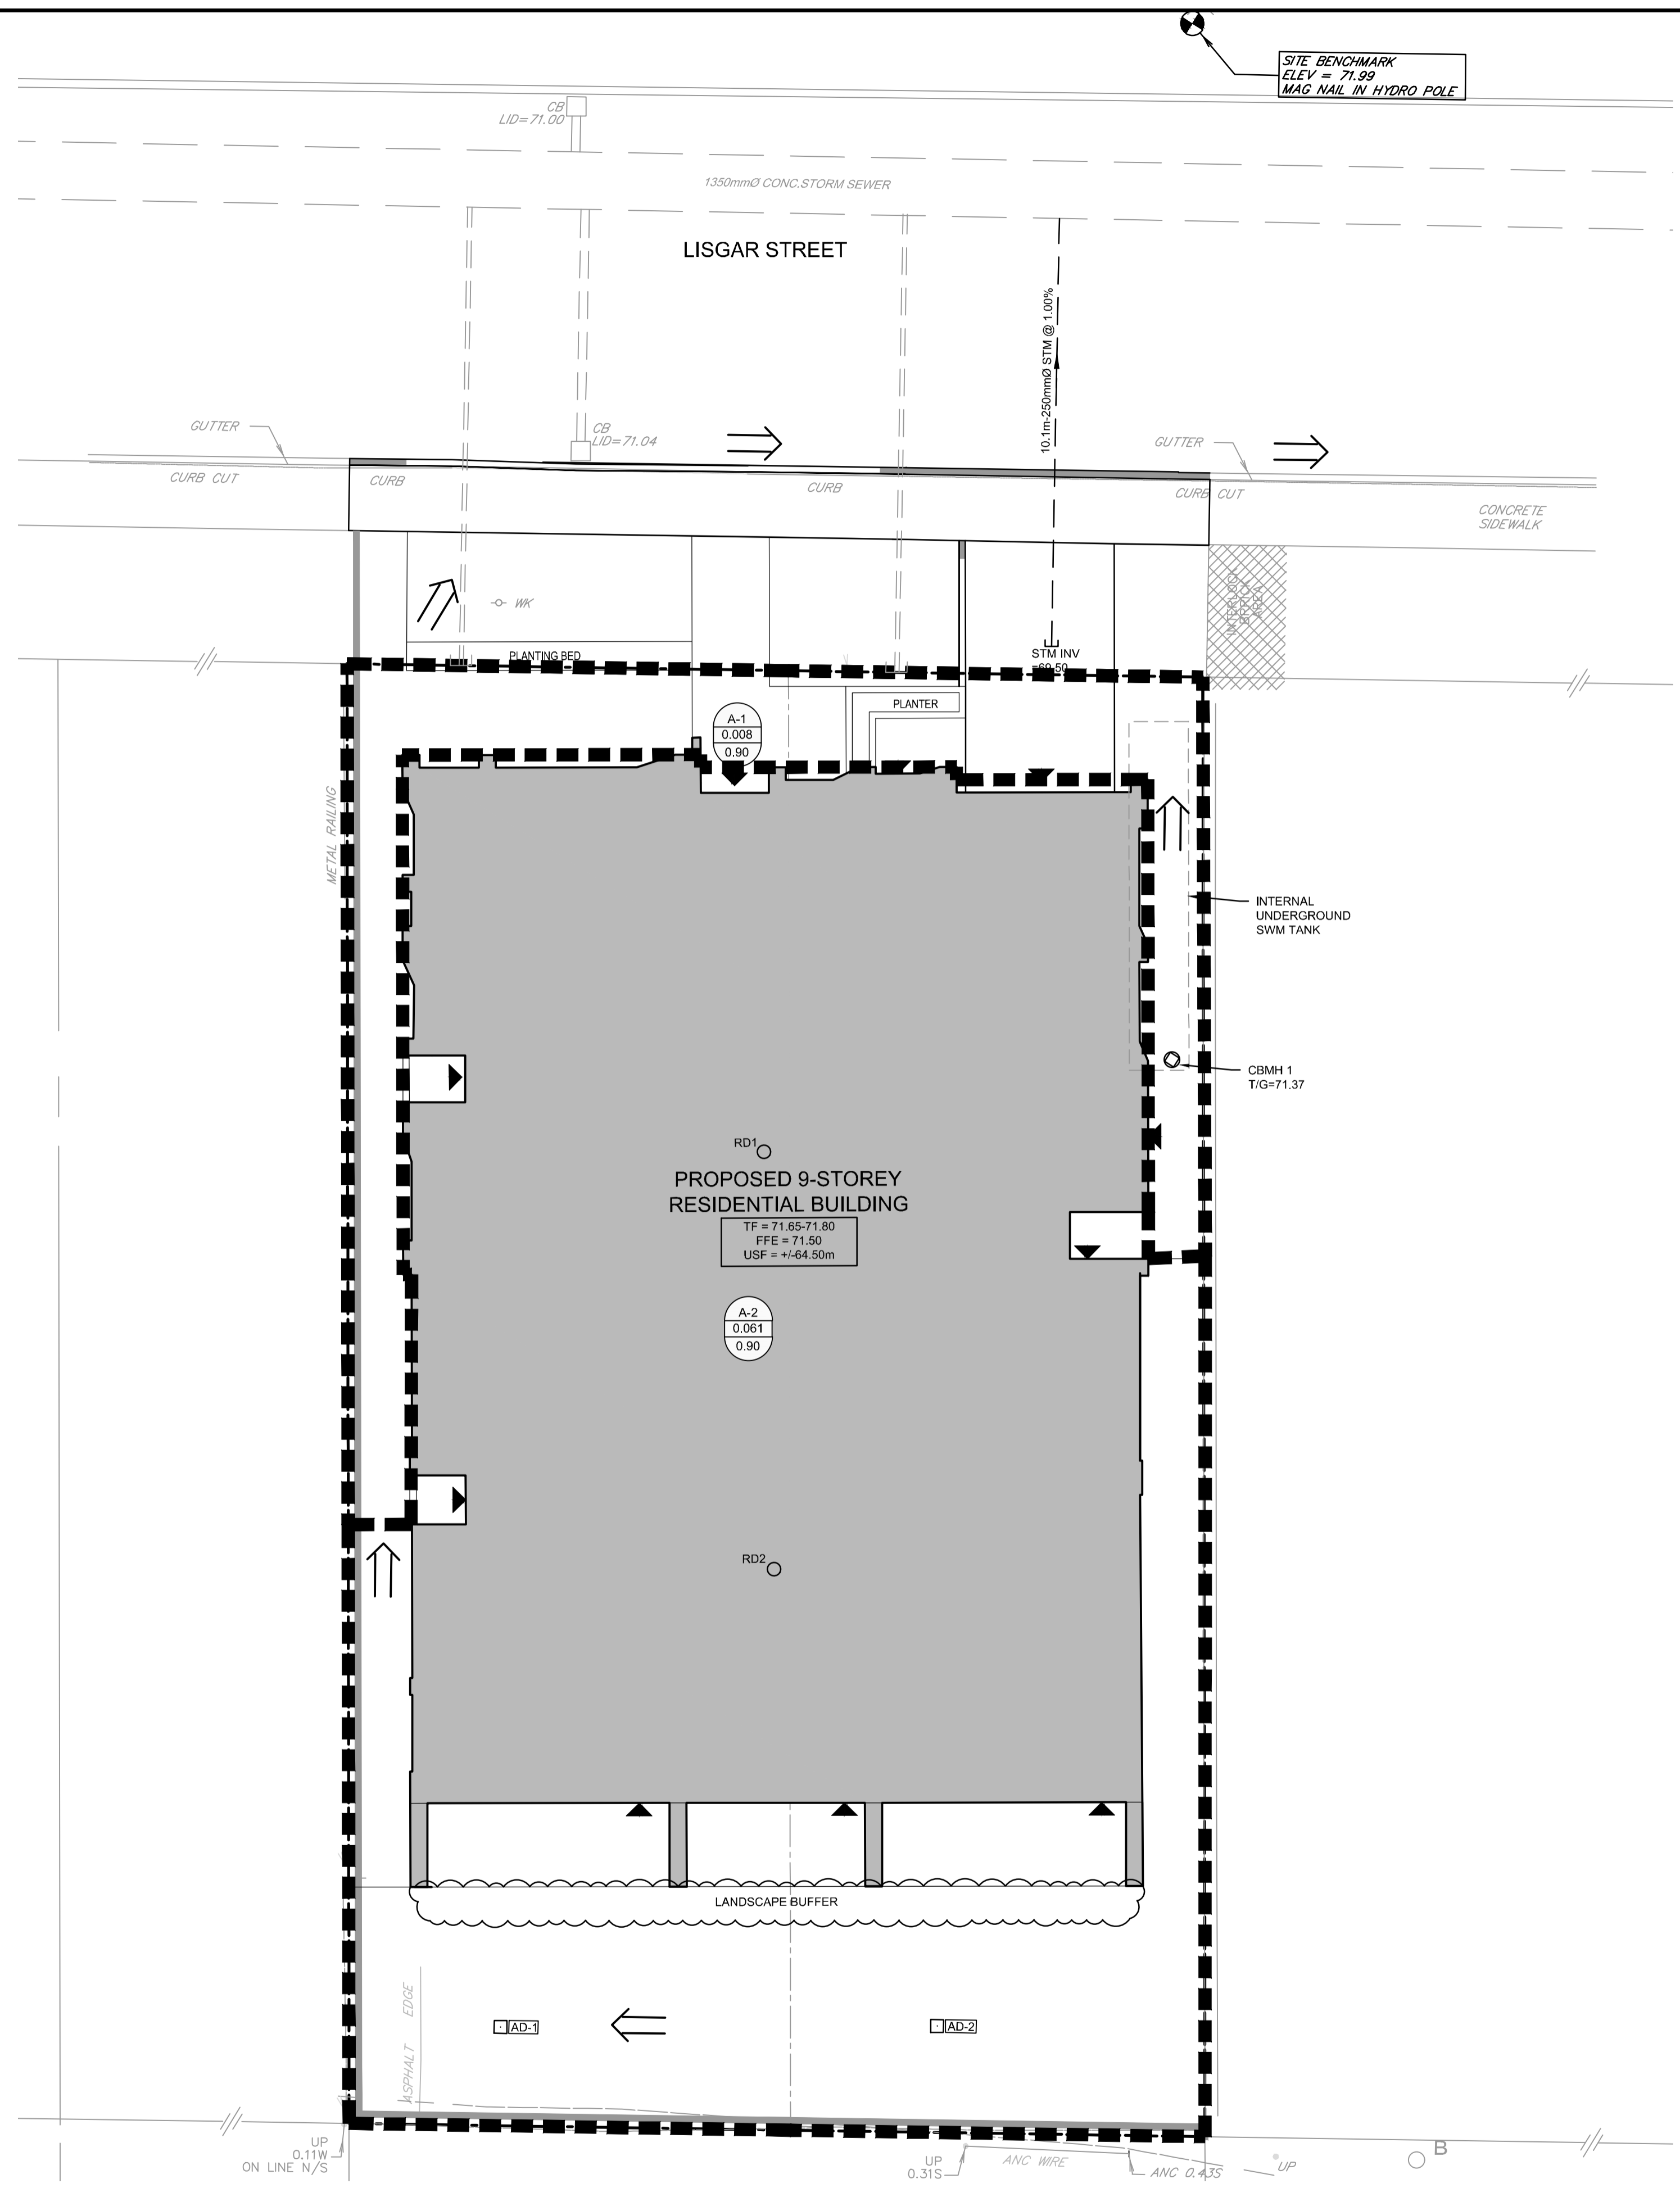 SITE BENCHMARK
ELEV = 71.99
MAG NAIL IN HYDRO POLE
CB
LID=71.00
1350mmØ CONC.STORM SEWER
LISGAR STREET
10.1m-250mmØ STM @ 1.00%
GUTTER
CB
LID=71.04
GUTTER
CURB CUT
CURB
CURB
CURB CUT
CONCRETE
SIDEWALK
INTERLOCK
BRICK
AREA
WK
PLANTING BED
STM INV
=69.50
PLANTER
A-1
0.008
0.90
METAL RAILING
INTERNAL
UNDERGROUND
SWM TANK
CBMH 1
T/G=71.37
RD1
PROPOSED 9-STOREY
RESIDENTIAL BUILDING
TF = 71.65-71.80
FFE = 71.50
USF = +/-64.50m
A-2
0.061
0.90
RD2
LANDSCAPE BUFFER
ASPHALT EDGE
AD-1
AD-2
UP
0.11W
ON LINE N/S
UP
0.31S
ANC WIRE
ANC 0.43S
UP
B